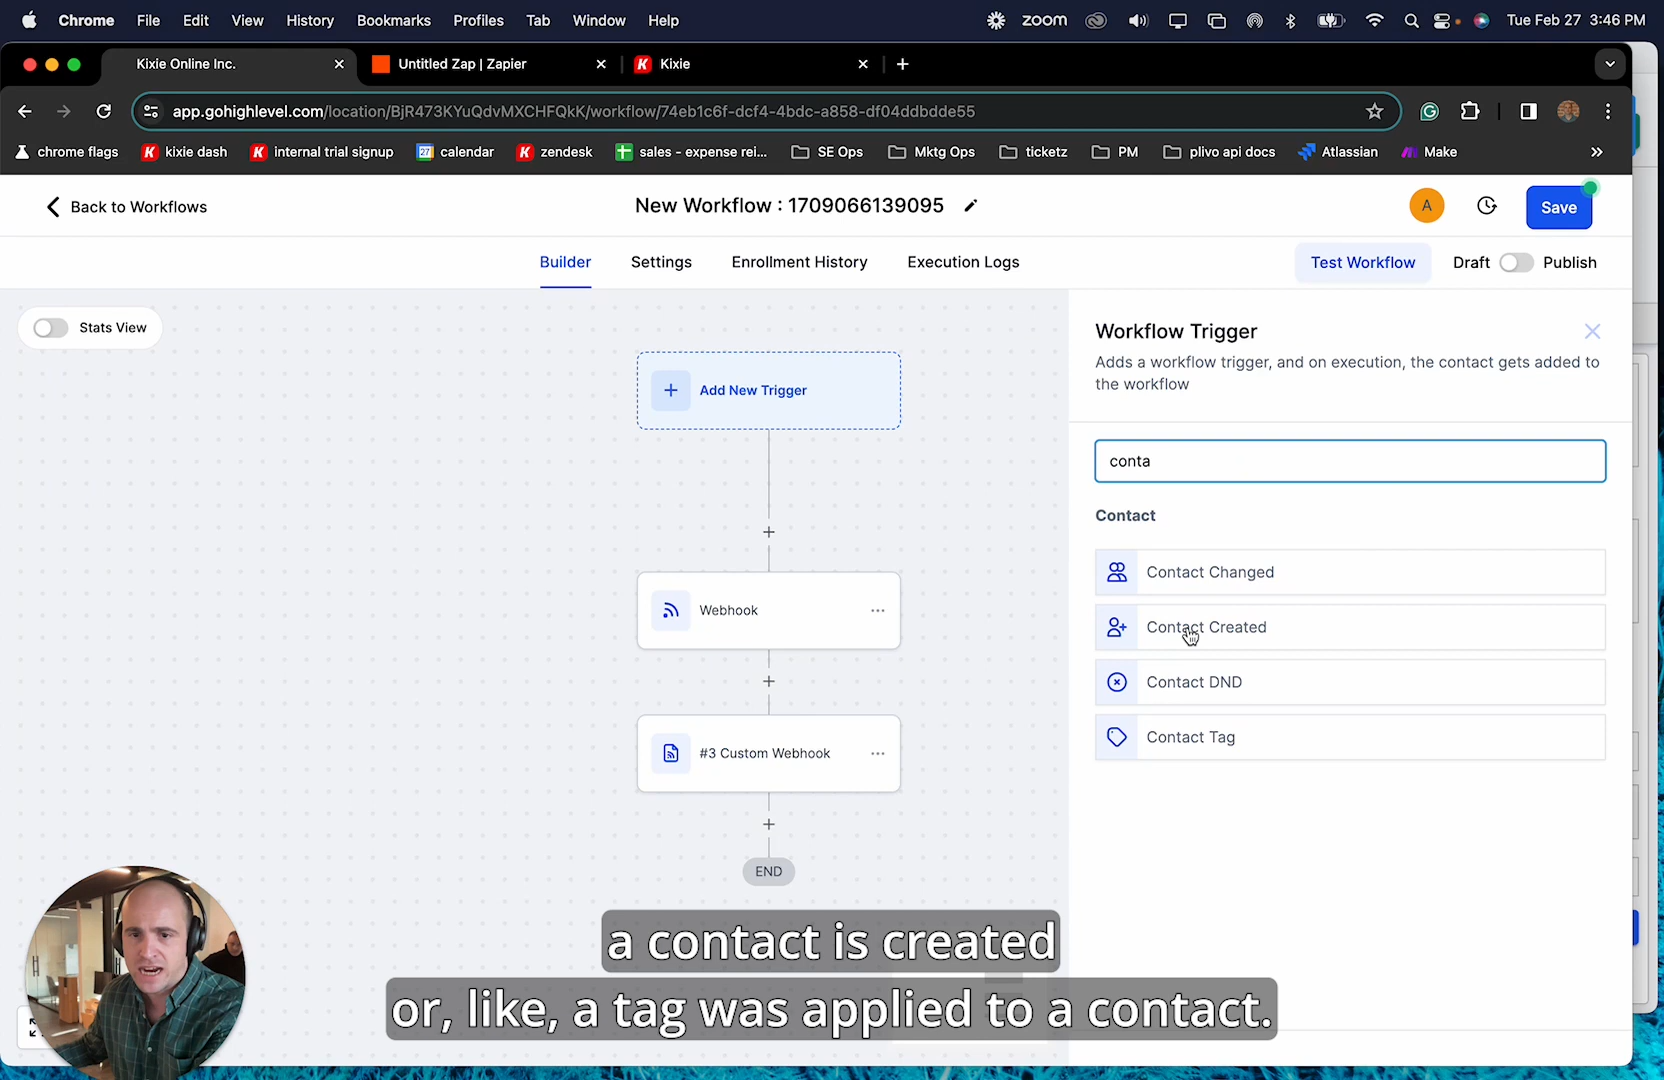 Chrome File Edit View History Bookmarks Profiles Tab Window Help zoom Tue Feb 27 3:46 PM
Kixie Online Inc. Untitled Zap | Zapier Kixie
app.gohighlevel.com/location/BjR473KYuQdvMXCHFQkK/workflow/74eb1c6f-dcf4-4bdc-a858-df04ddbdde55
chrome flags kixie dash internal trial signup 27 calendar zendesk sales - expense rei... SE Ops Mktg Ops ticketz PM plivo api docs Atlassian Make
Back to Workflows New Workflow : 1709066139095 A Save
Builder Settings Enrollment History Execution Logs Test Workflow Draft Publish
Stats View
Workflow Trigger
Adds a workflow trigger, and on execution, the contact gets added to
the workflow
Add New Trigger
conta
Contact
Contact Changed
Webhook
Contact Created
Contact DND
Contact Tag
#3 Custom Webhook
END
a contact is created
or, like, a tag was applied to a contact.